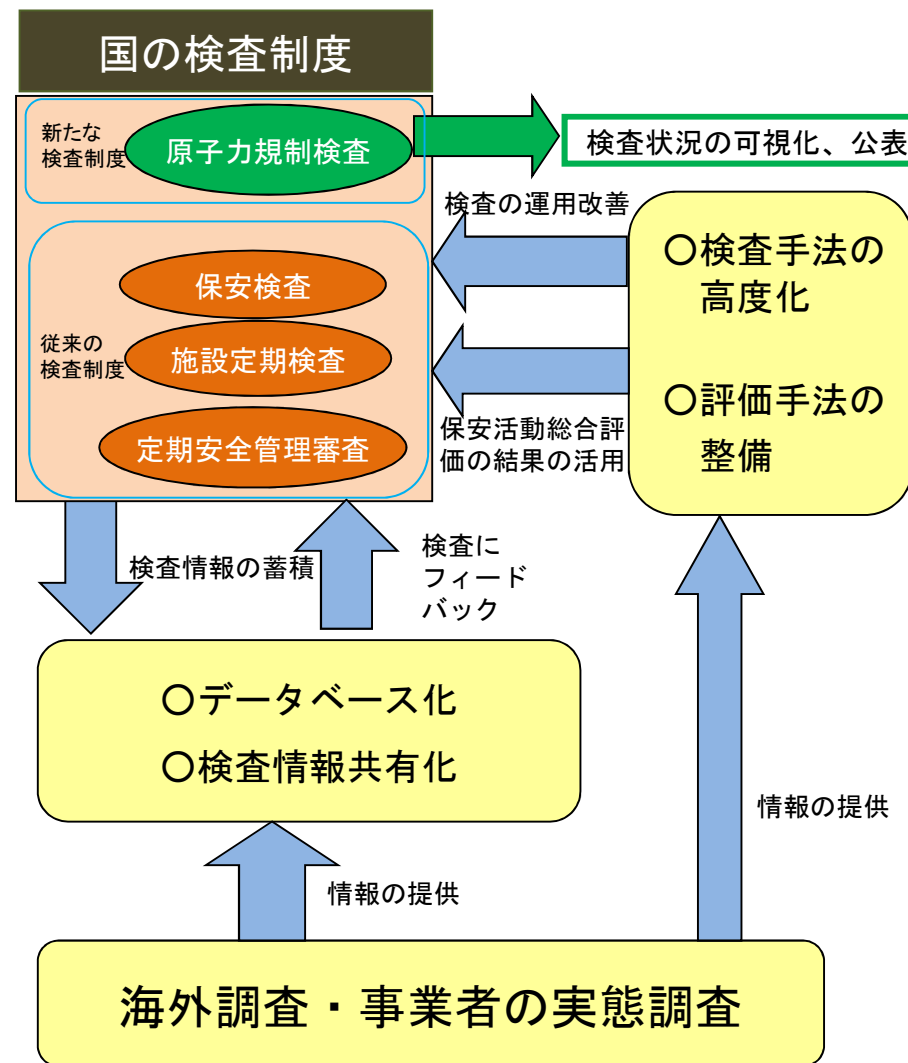 国の検査制度
新たな
検査制度
原子力規制検査
検査状況の可視化、公表
検査の運用改善
〇検査手法の
高度化
〇評価手法の
整備
保安検査
従来の
検査制度
施設定期検査
定期安全管理審査
保安活動総合評
価の結果の活用
検査情報の蓄積
検査に
フィード
バック
〇データベース化
〇検査情報共有化
情報の提供
情報の提供
海外調査・事業者の実態調査